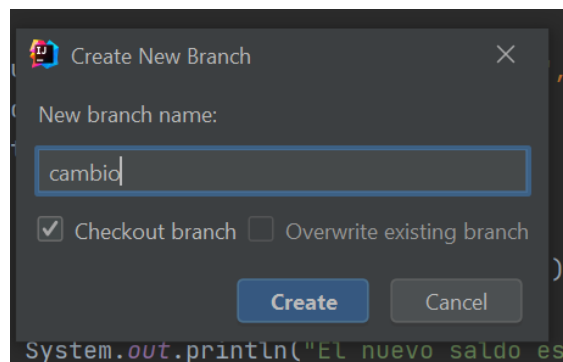 Create New Branch
New branch name:
cambio
Checkout branch Overwrite existing branch
Create Cancel
System.out.println("El nuevo saldo es